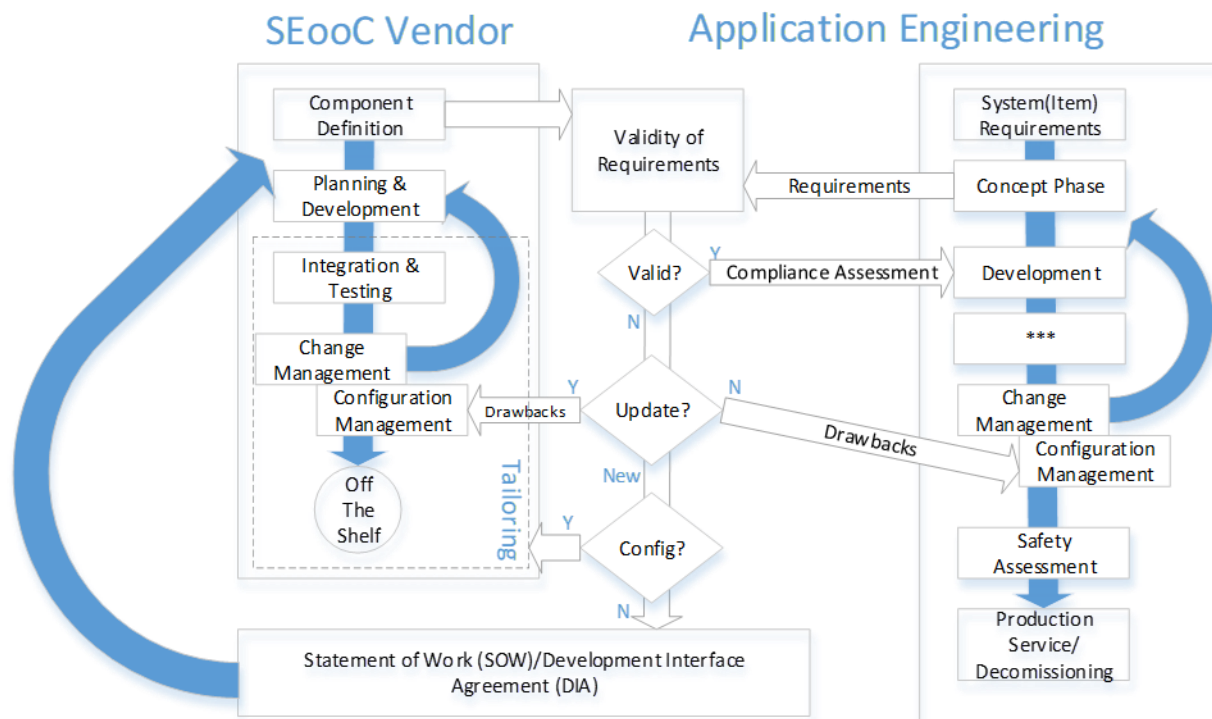 SEooC Vendor
Application Engineering
Component
Definition
Planning &
Development
Integration &
Testing
Change
Management
Configuration
Management
Off
The
Shelf
Tailoring
Validity of
Requirements
Requirements
Valid?
Y
Compliance Assessment
N
Update?
Y
Drawbacks
N
Drawbacks
New
Config?
Y
N
Statement of Work (SOW)/Development Interface
Agreement (DIA)
System(Item)
Requirements
Concept Phase
Development
***
Change
Management
Configuration
Management
Safety
Assessment
Production
Service/
Decomissioning